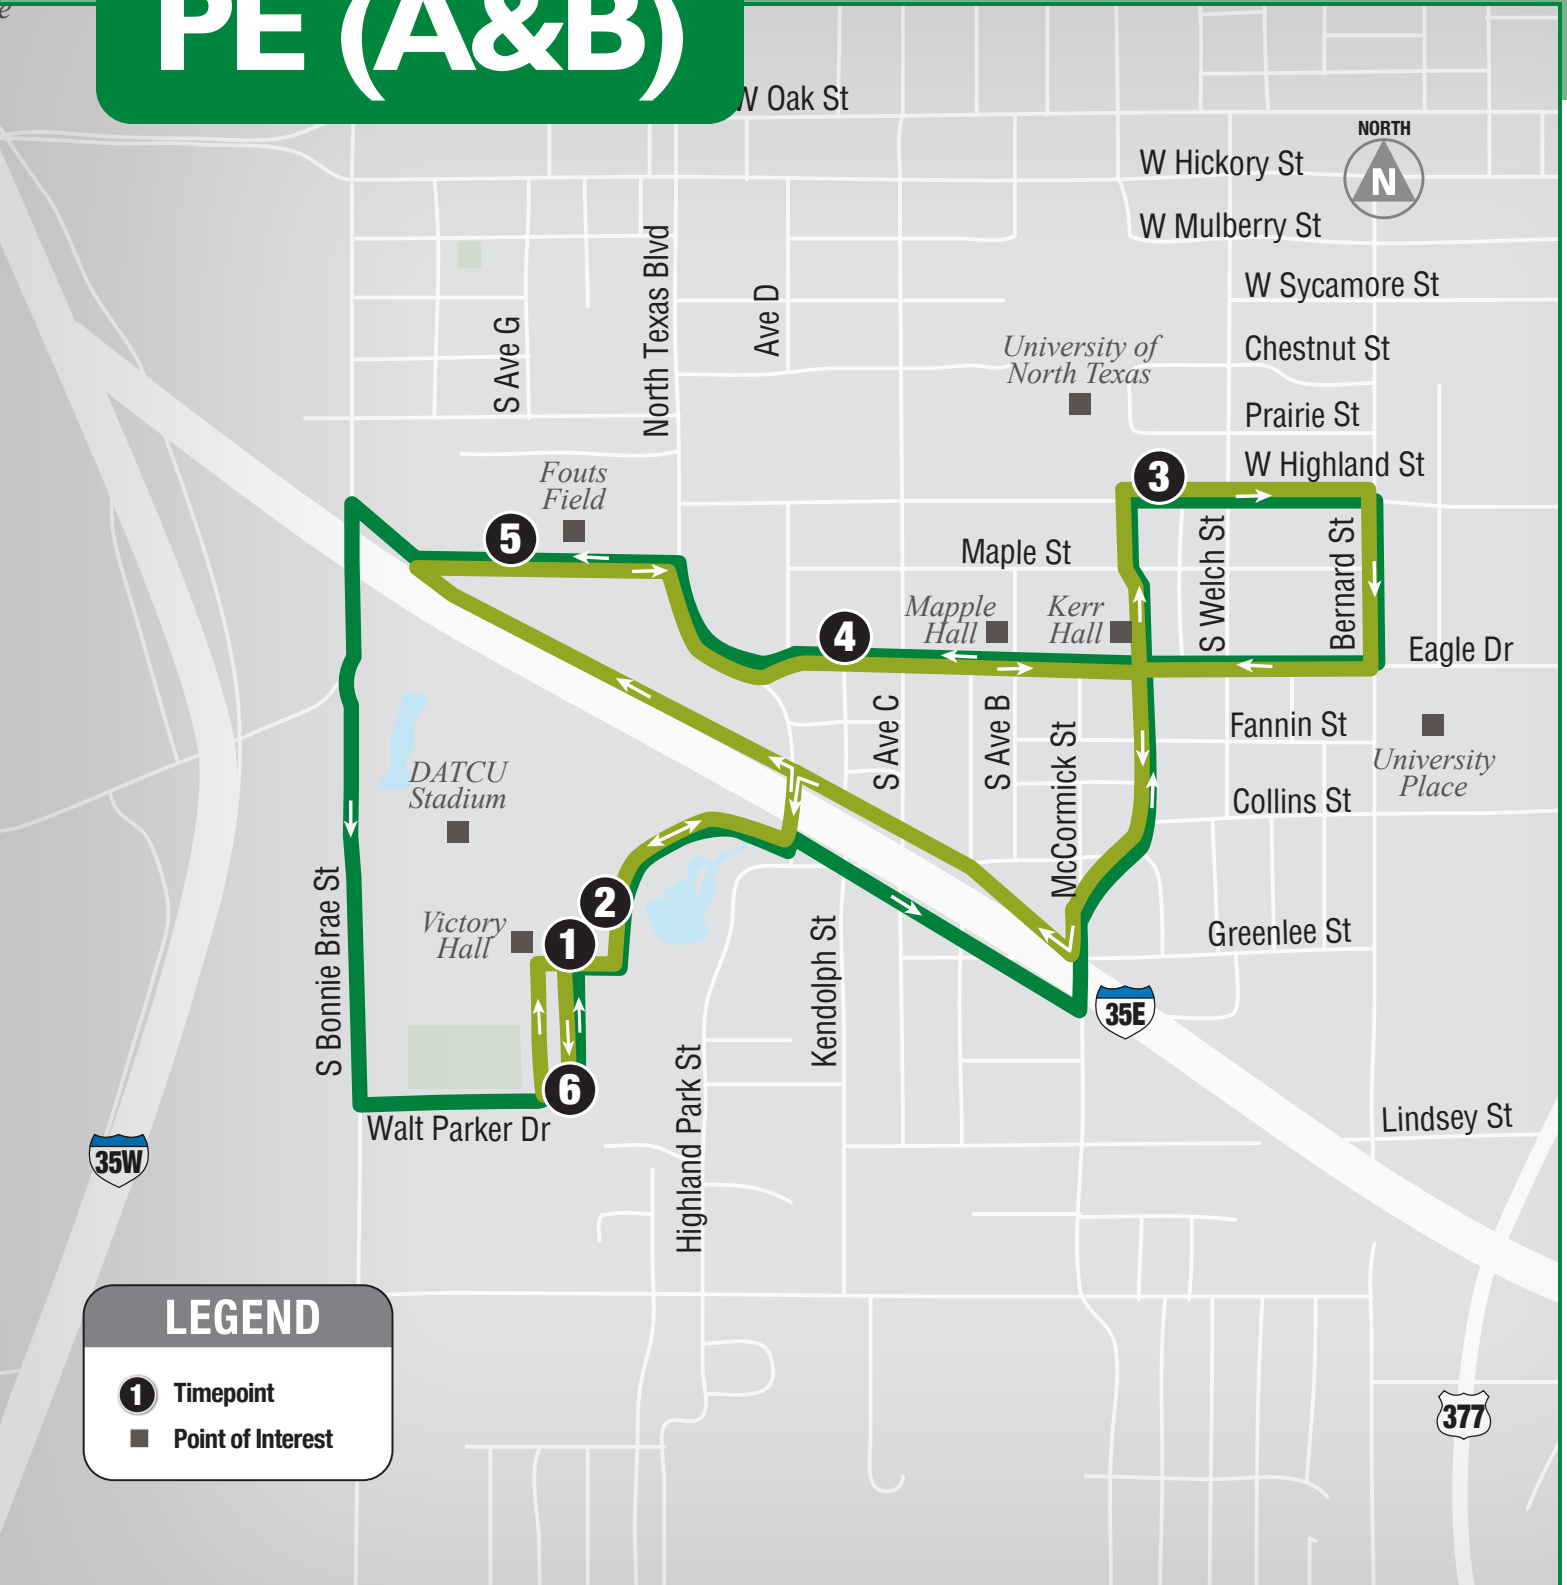 PE (A&B)
W Oak St
NORTH
N
W Hickory St
W Mulberry St
W Sycamore St
Chestnut St
Prairie St
W Highland St
University of
North Texas
North Texas Blvd
Ave D
S Ave G
Fouts
Field
5
3
Maple St
S Welch St
Bernard St
Mapple
Hall
Kerr
Hall
4
Eagle Dr
S Ave C
S Ave B
McCormick St
Fannin St
University
Place
Collins St
DATCU
Stadium
2
1
Victory
Hall
S Bonnie Brae St
Kendolph St
Greenlee St
35E
6
Highland Park St
Walt Parker Dr
Lindsey St
35W
LEGEND
1 Timepoint
Point of Interest
377